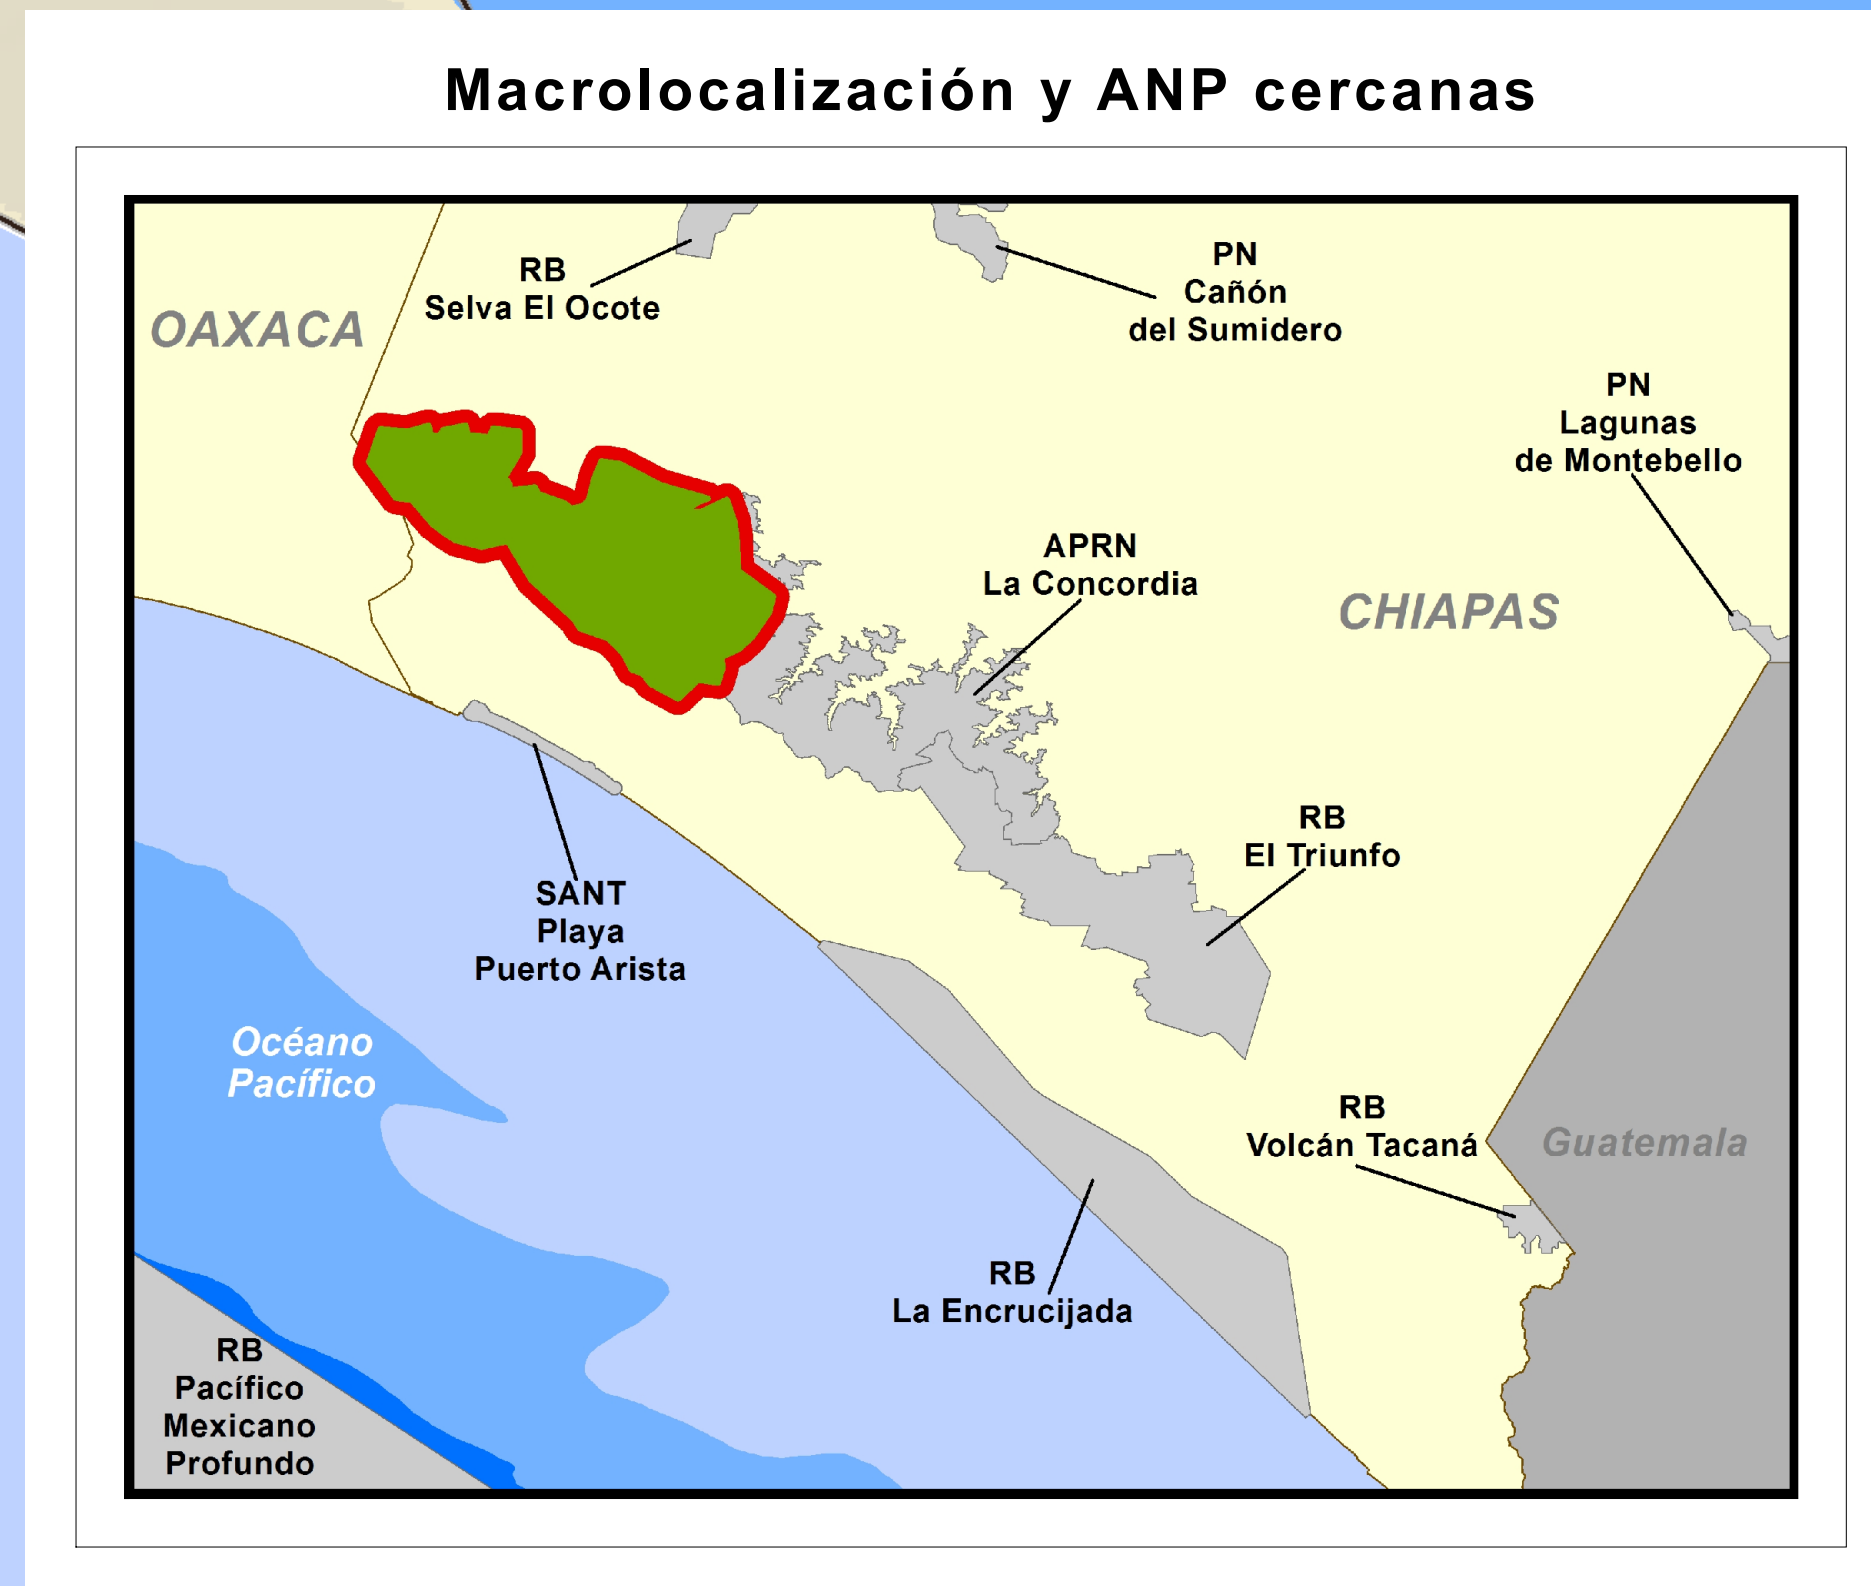 Macrolocalización y ANP cercanas
RB
Selva El Ocote
PN
Cañón
del Sumidero
OAXACA
PN
Lagunas
de Montebello
APRN
La Concordia
CHIAPAS
RB
El Triunfo
SANT
Playa
Puerto Arista
Océano
Pacífico
RB
Volcán Tacaná
Guatemala
RB
La Encrucijada
RB
Pacífico
Mexicano
Profundo